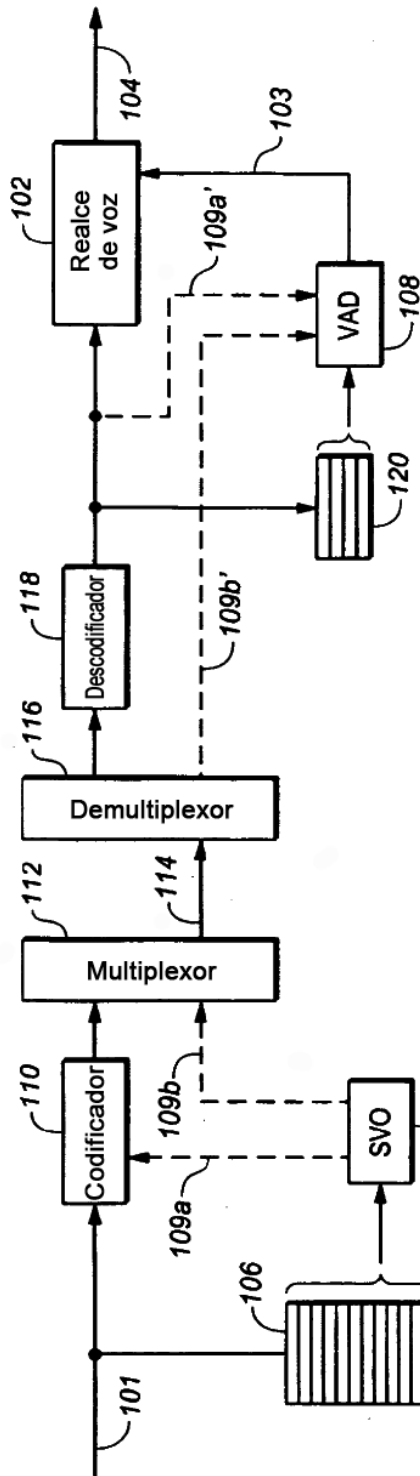 101
106
Codificador
110
109a
109b
SVO
Multiplexor
112
114
Demultiplexor
116
Descodificador
118
109b'
109a'
120
VAD
108
103
Realce
de voz
102
104